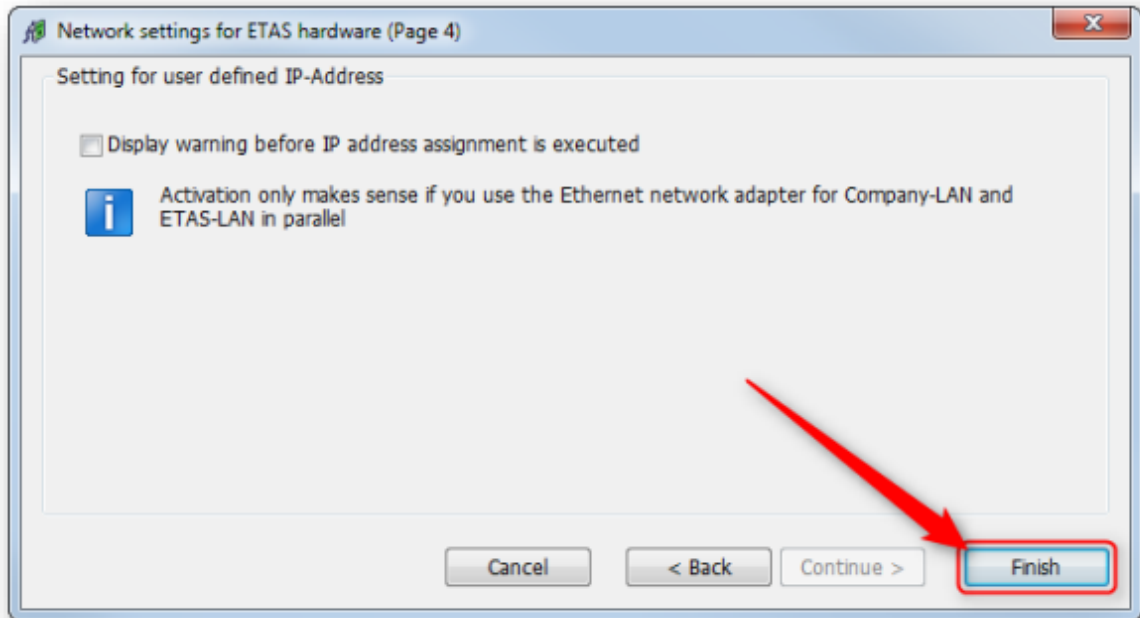 Network settings for ETAS hardware (Page 4)
Setting for user defined IP-Address
Display warning before IP address assignment is executed
Activation only makes sense if you use the Ethernet network adapter for Company-LAN and
ETAS-LAN in parallel
Cancel
< Back
Continue >
Finish